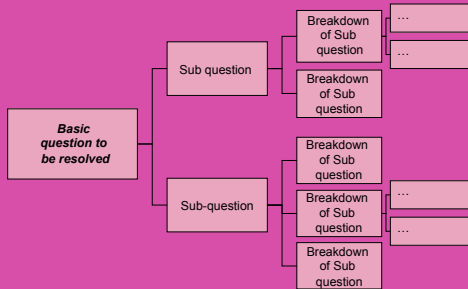 Basic
question to
be resolved
Sub question
Breakdown
of Sub
question
…
…
Breakdown
of Sub
question
Sub-question
Breakdown
of Sub
question
Breakdown
of Sub
question
…
…
Breakdown
of Sub
question